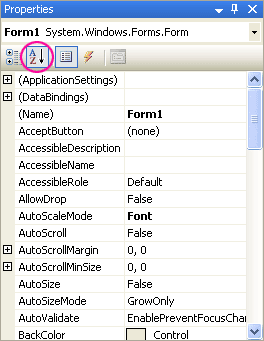 Properties
Form1 System.Windows.Forms.Form
A
Z
(ApplicationSettings)
(DataBindings)
(Name) Form1
AcceptButton (none)
AccessibleDescription
AccessibleName
AccessibleRole Default
AllowDrop False
AutoScaleMode Font
AutoScroll False
AutoScrollMargin 0, 0
AutoScrollMinSize 0, 0
AutoSize False
AutoSizeMode GrowOnly
AutoValidate EnablePreventFocusChar
BackColor Control